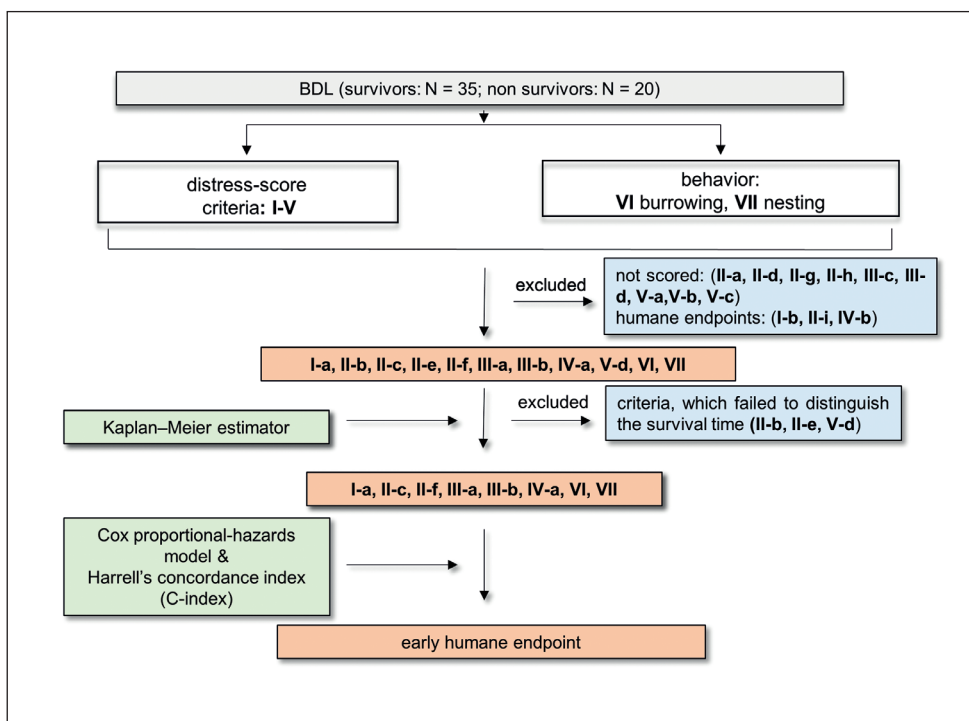 BDL (survivors: N = 35; non survivors: N = 20)
distress-score
criteria: I-V
behavior:
VI burrowing, VII nesting
excluded
not scored: (II-a, II-d, II-g, II-h, III-c, III-
d, V-a,V-b, V-c)
humane endpoints: (I-b, II-i, IV-b)
I-a, II-b, II-c, II-e, II-f, III-a, III-b, IV-a, V-d, VI, VII
Kaplan–Meier estimator
excluded
criteria, which failed to distinguish
the survival time (II-b, II-e, V-d)
I-a, II-c, II-f, III-a, III-b, IV-a, VI, VII
Cox proportional-hazards
model &
Harrell's concordance index
(C-index)
early humane endpoint